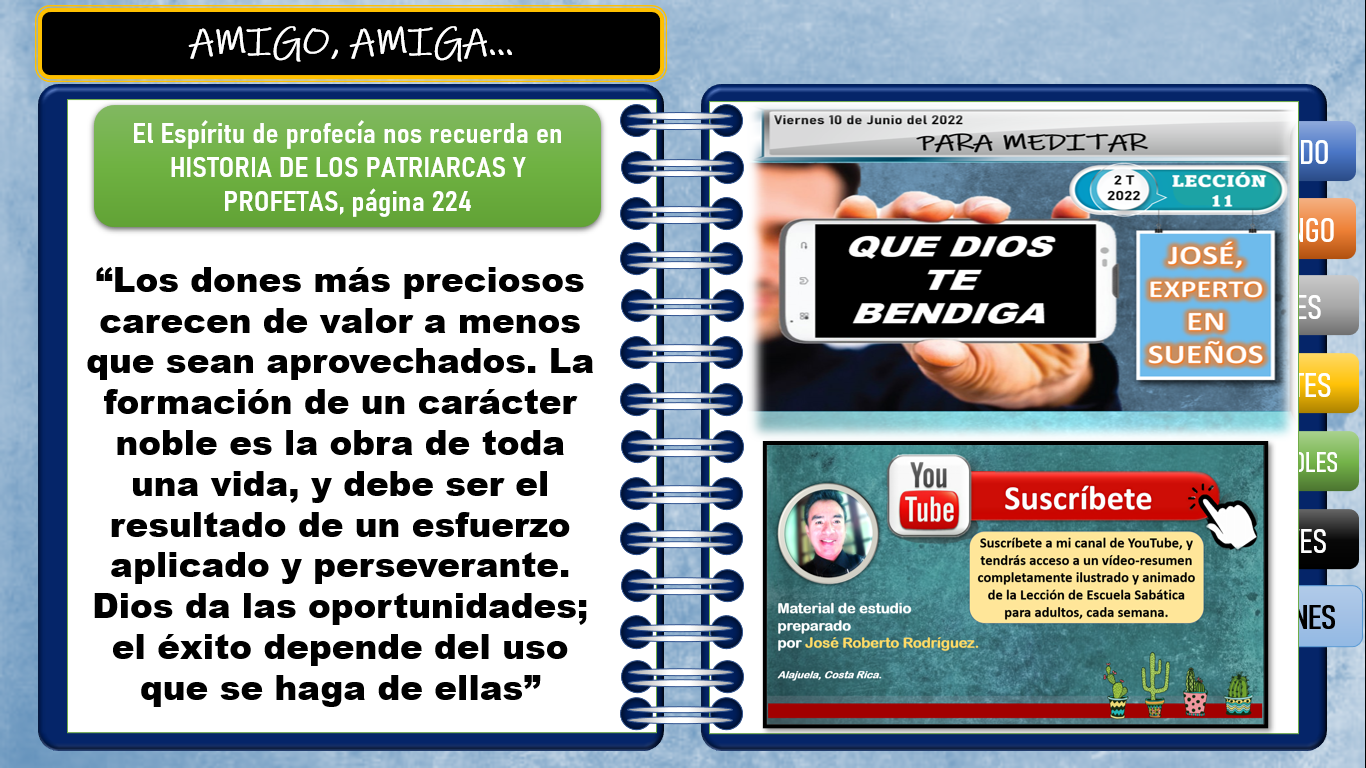 AMIGO, AMIGA...
El Espíritu de profecía nos recuerda en
HISTORIA DE LOS PATRIARCAS Y
PROFETAS, página 224
“Los dones más preciosos
carecen de valor a menos
que sean aprovechados. La
formación de un carácter
noble es la obra de toda
una vida, y debe ser el
resultado de un esfuerzo
aplicado y perseverante.
Dios da las oportunidades;
el éxito depende del uso
que se haga de ellas”
Viernes 10 de Junio del 2022
PARA MEDITAR
2 T
2022
LECCIÓN
11
QUE DIOS
TE
BENDIGA
JOSÉ,
EXPERTO
EN
SUEÑOS
You
Tube
Suscríbete
Suscríbete a mi canal de YouTube, y
tendrás acceso a un vídeo-resumen
completamente ilustrado y animado
de la Lección de Escuela Sabática
para adultos, cada semana.
Material de estudio
preparado
por José Roberto Rodríguez.
Alajuela, Costa Rica.